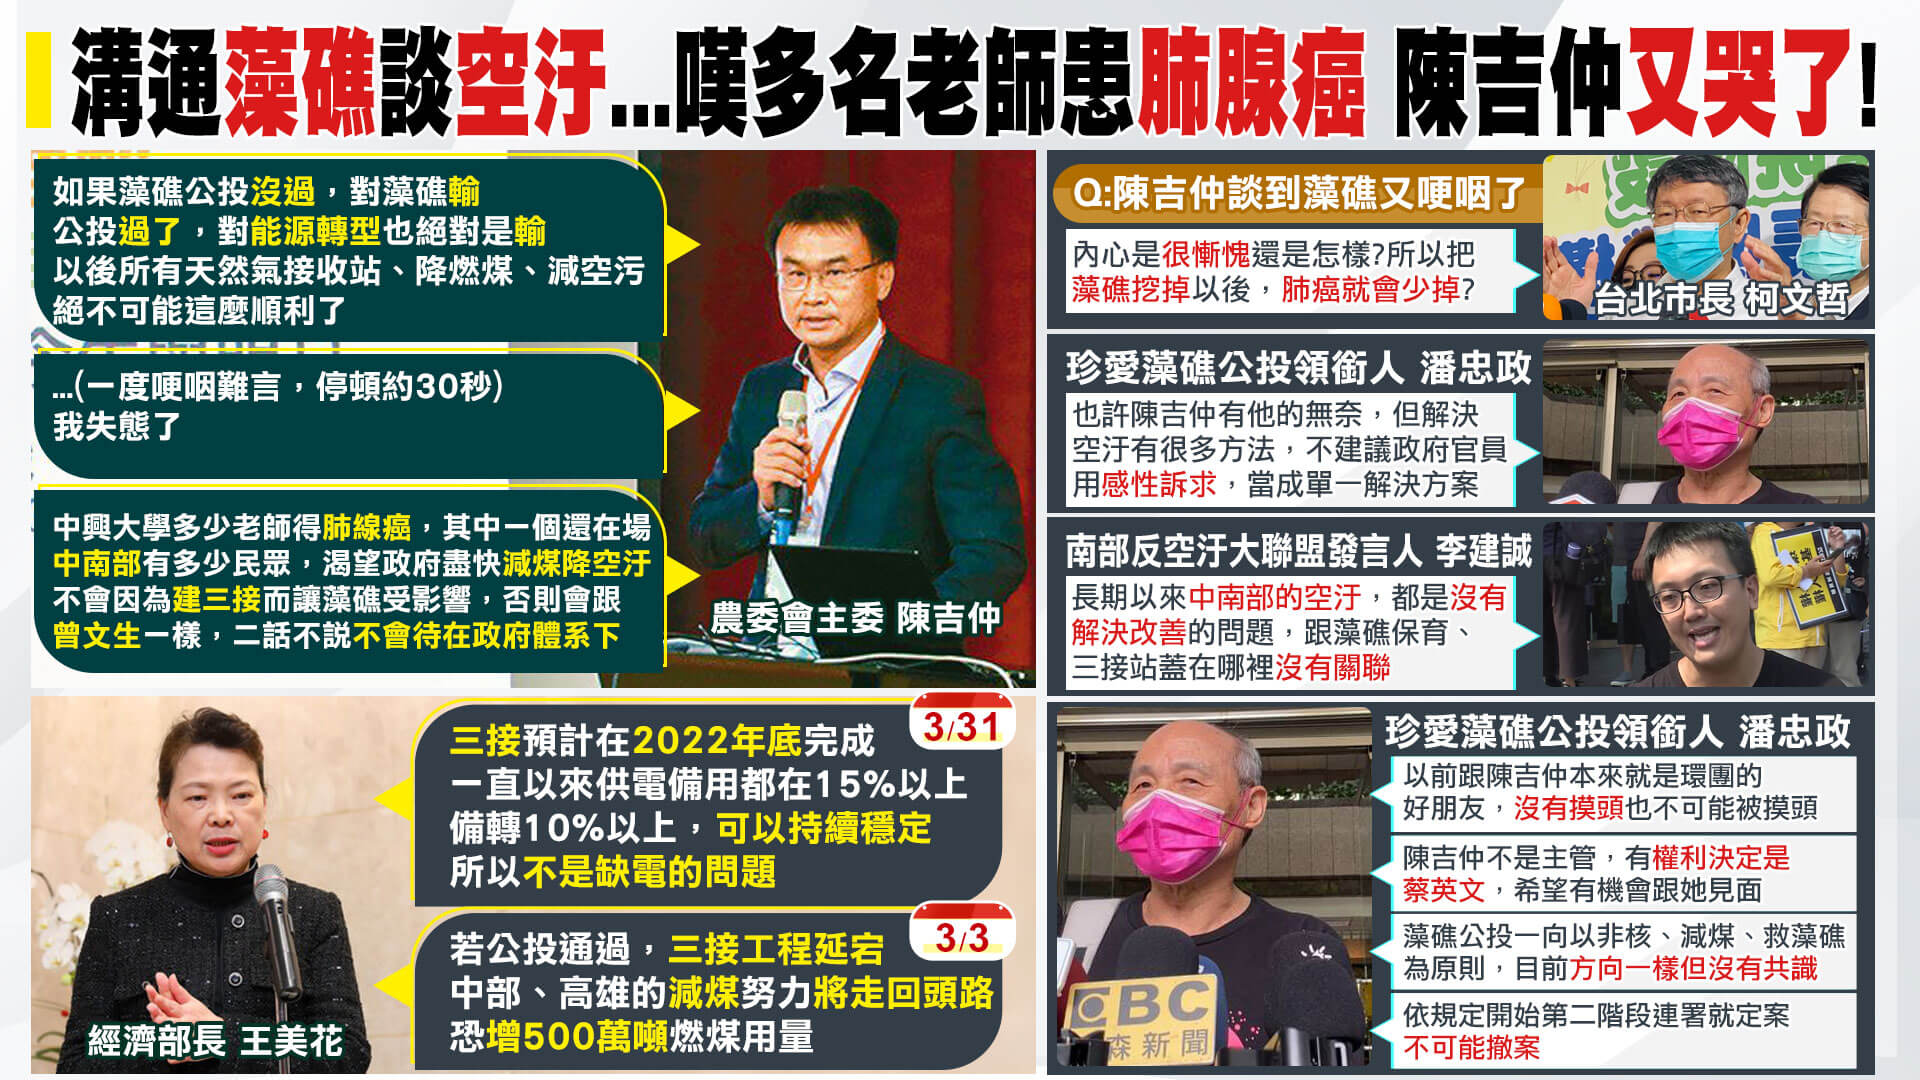 溝通藻礁談空汙...嘆多名老師患肺腺癌 陳吉仲又哭了!
如果藻礁公投沒過，對藻礁輸
公投過了，對能源轉型也絕對是輸
以後所有天然氣接收站、降燃煤、減空污
絕不可能這麼順利了
...(一度哽咽難言，停頓約30秒)
我失態了
中興大學多少老師得肺線癌，其中一個還在場
中南部有多少民眾，渴望政府盡快減煤降空汙
不會因為建三接而讓藻礁受影響，否則會跟
曾文生一樣，二話不說不會待在政府體系下
農委會主委 陳吉仲
3/31
三接預計在2022年底完成
一直以來供電備用都在15%以上
備轉10%以上，可以持續穩定
所以不是缺電的問題
3/3
若公投通過，三接工程延宕
中部、高雄的減煤努力將走回頭路
恐增500萬噸燃煤用量
經濟部長 王美花
Q:陳吉仲談到藻礁又哽咽了
內心是很慚愧還是怎樣?所以把
藻礁挖掉以後，肺癌就會少掉?
台北市長 柯文哲
珍愛藻礁公投領銜人 潘忠政
也許陳吉仲有他的無奈，但解決
空汙有很多方法，不建議政府官員
用感性訴求，當成單一解決方案
南部反空汙大聯盟發言人 李建誠
長期以來中南部的空汙，都是沒有
解決改善的問題，跟藻礁保育、
三接站蓋在哪裡沒有關聯
珍愛藻礁公投領銜人 潘忠政
以前跟陳吉仲本來就是環團的
好朋友，沒有摸頭也不可能被摸頭
陳吉仲不是主管，有權利決定是
蔡英文，希望有機會跟她見面
藻礁公投一向以非核、減煤、救藻礁
為原則，目前方向一樣但沒有共識
依規定開始第二階段連署就定案
不可能撤案
EBC
森新聞